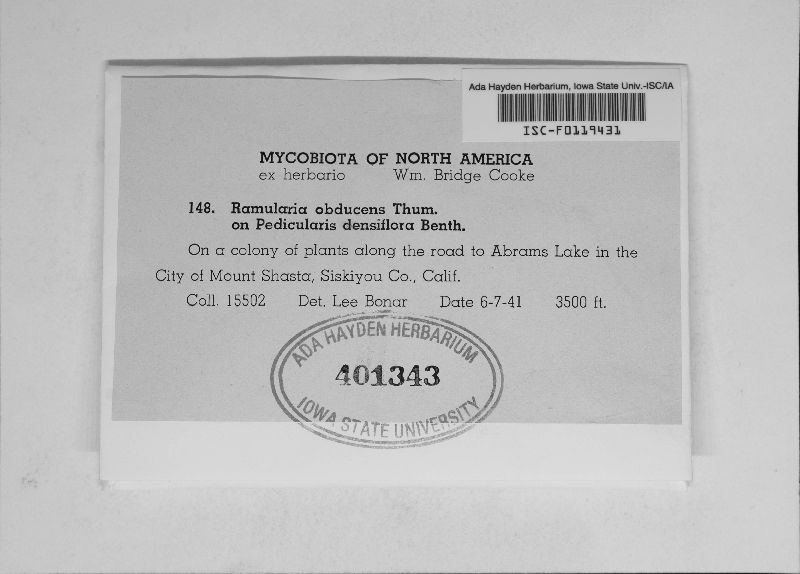 Ada Hayden Herbarium, Iowa State Univ.-ISC/IA
ISC-F0119431
MYCOBIOTA OF NORTH AMERICA
ex herbario Wm. Bridge Cooke
148. Ramularia obducens Thum.
on Pedicularis densiflora Benth.
On a colony of plants along the road to Abrams Lake in the
City of Mount Shasta, Siskiyou Co., Calif.
Coll. 15502 Det. Lee Bonar Date 6-7-41 3500 ft.
ADA HAYDEN HERBARIUM
401343
IOWA STATE UNIVERSITY